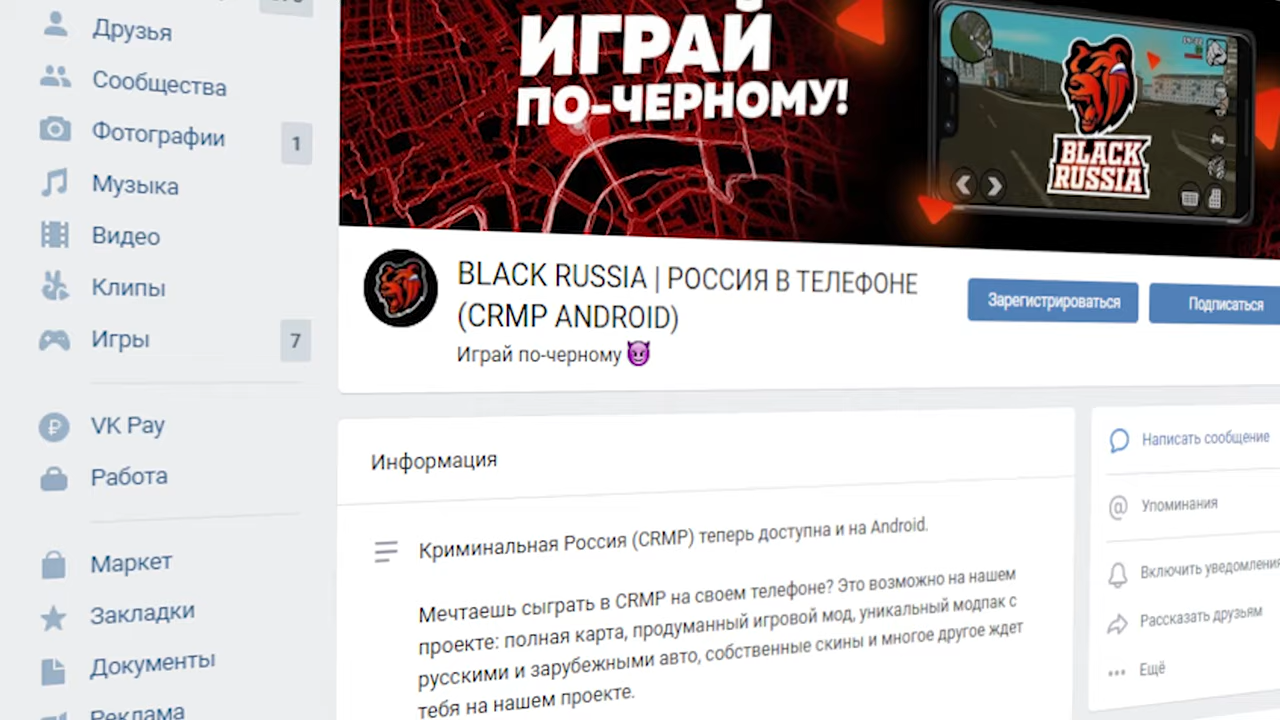 Друзья
Сообщества
Фотографии 1
Музыка
Видео
Клипы
Игры 7
VK Pay
Работа
Маркет
Закладки
Документы
Реклама
ИГРАЙ
ПО-ЧЕРНОМУ!
BLACK
RUSSIA
BLACK RUSSIA | РОССИЯ В ТЕЛЕФОНЕ
(CRMP ANDROID)
Играй по-черному 😈
Зарегистрироваться
Подписаться
Информация
Криминальная Россия (CRMP) теперь доступна и на Android.
Мечтаешь сыграть в CRMP на своем телефоне? Это возможно на нашем
проекте: полная карта, продуманный игровой мод, уникальный модпак с
русскими и зарубежными авто, собственные скины и многое другое ждет
тебя на нашем проекте.
Написать сообщение
Упоминания
Включить уведомления
Рассказать друзьям
Ещё